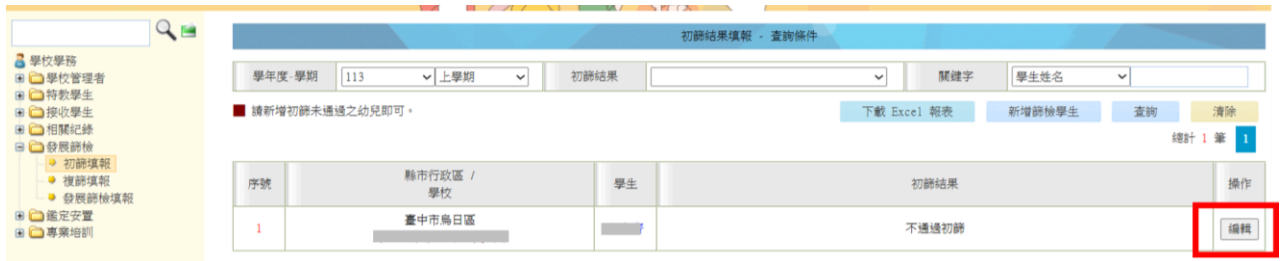 初篩結果填報 - 查詢條件
學校學務
學校管理者
特教學生
接收學生
相關紀錄
發展篩檢
初篩填報
複篩填報
發展篩檢填報
鑑定安置
專業培訓
學年度-學期 113 上學期 初篩結果 關鍵字 學生姓名
請新增初篩未通過之幼兒即可。
下載 Excel 報表 新增篩檢學生 查詢 清除
總計 1 筆 1
序號 縣市行政區 / 學生 初篩結果 操作
學校
1 臺中市烏日區 不通過初篩 編輯